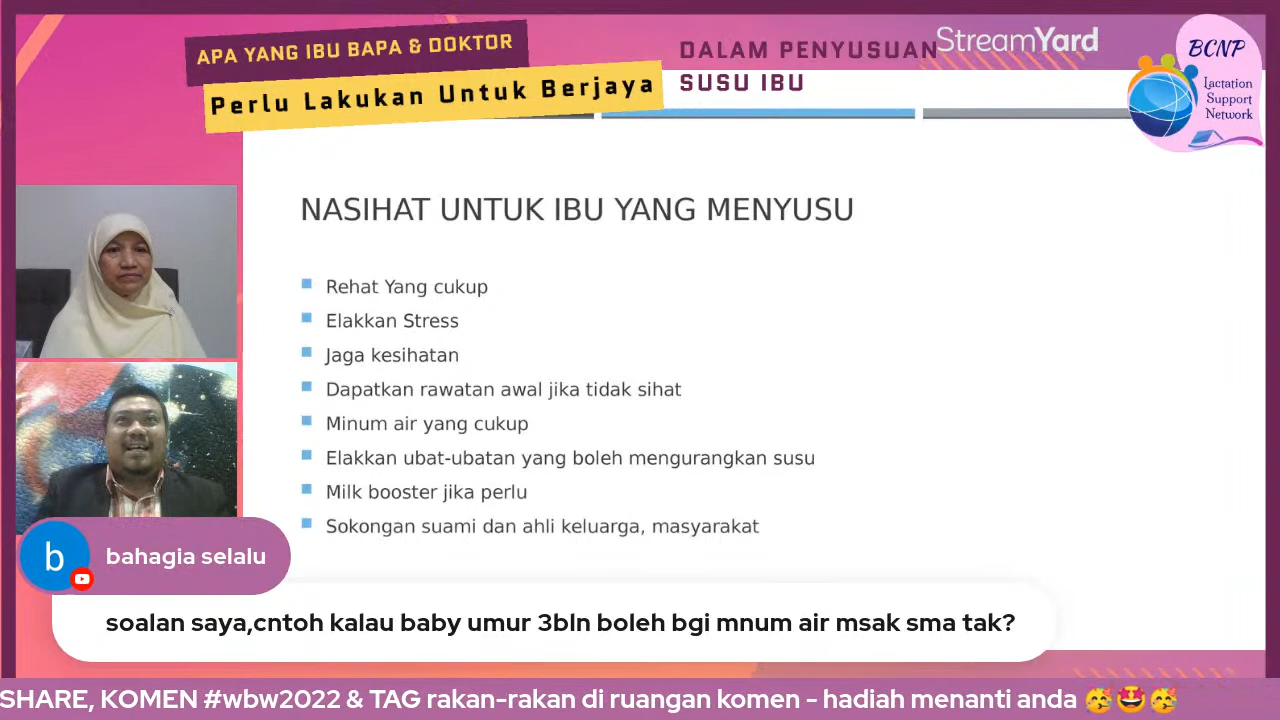 APA YANG IBU BAPA & DOKTOR
Perlu Lakukan Untuk Berjaya
DALAM PENYUSUAN
SUSU IBU
StreamYard
BCNP
Lactation
Support
Network
NASIHAT UNTUK IBU YANG MENYUSU
Rehat Yang cukup
Elakkan Stress
Jaga kesihatan
Dapatkan rawatan awal jika tidak sihat
Minum air yang cukup
Elakkan ubat-ubatan yang boleh mengurangkan susu
Milk booster jika perlu
Sokongan suami dan ahli keluarga, masyarakat
b
bahagia selalu
soalan saya,cntoh kalau baby umur 3bln boleh bgi mnum air msak sma tak?
SHARE, KOMEN #wbw2022 & TAG rakan-rakan di ruangan komen - hadiah menanti anda 🥳🤩🥳